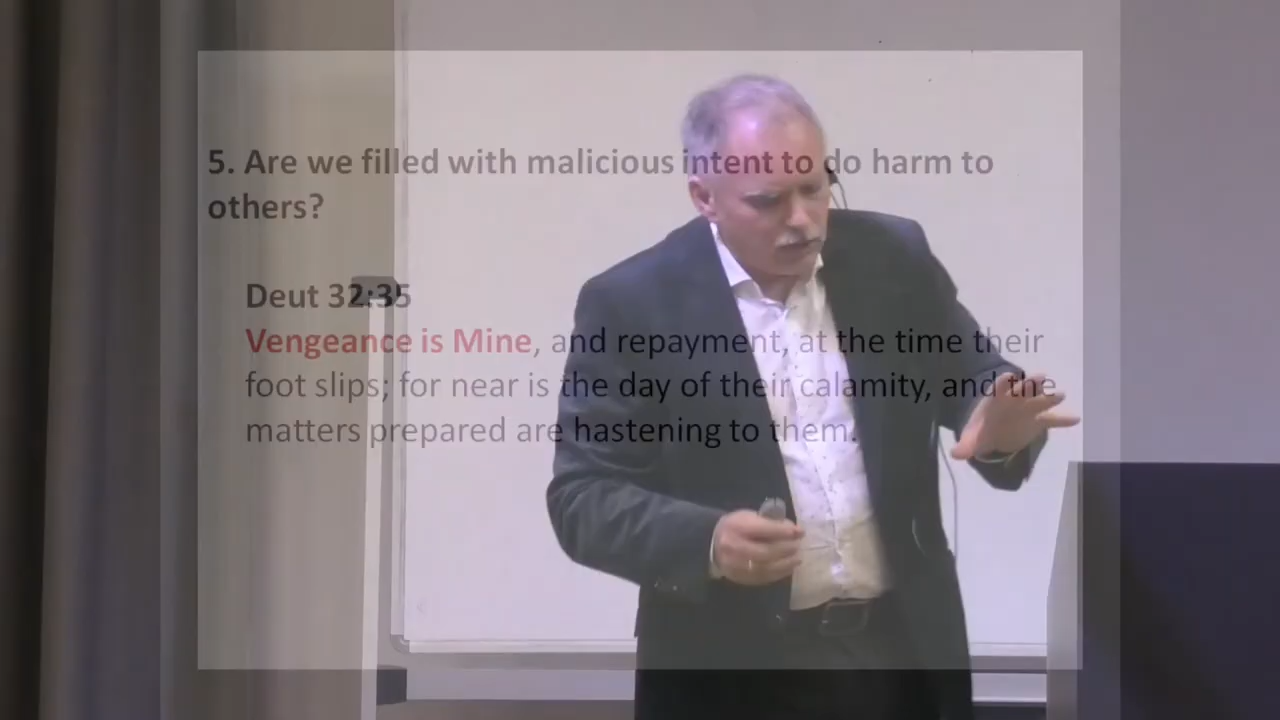 5. Are we filled with malicious intent to do harm to
others?
Deut 32:35
Vengeance is Mine, and repayment, at the time their
foot slips; for near is the day of their calamity, and the
matters prepared are hastening to them.